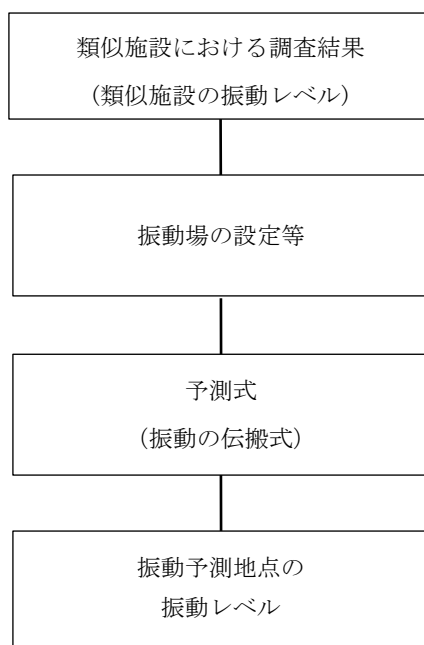 類似施設における調査結果
（類似施設の振動レベル）
振動場の設定等
予測式
（振動の伝搬式）
振動予測地点の
振動レベル